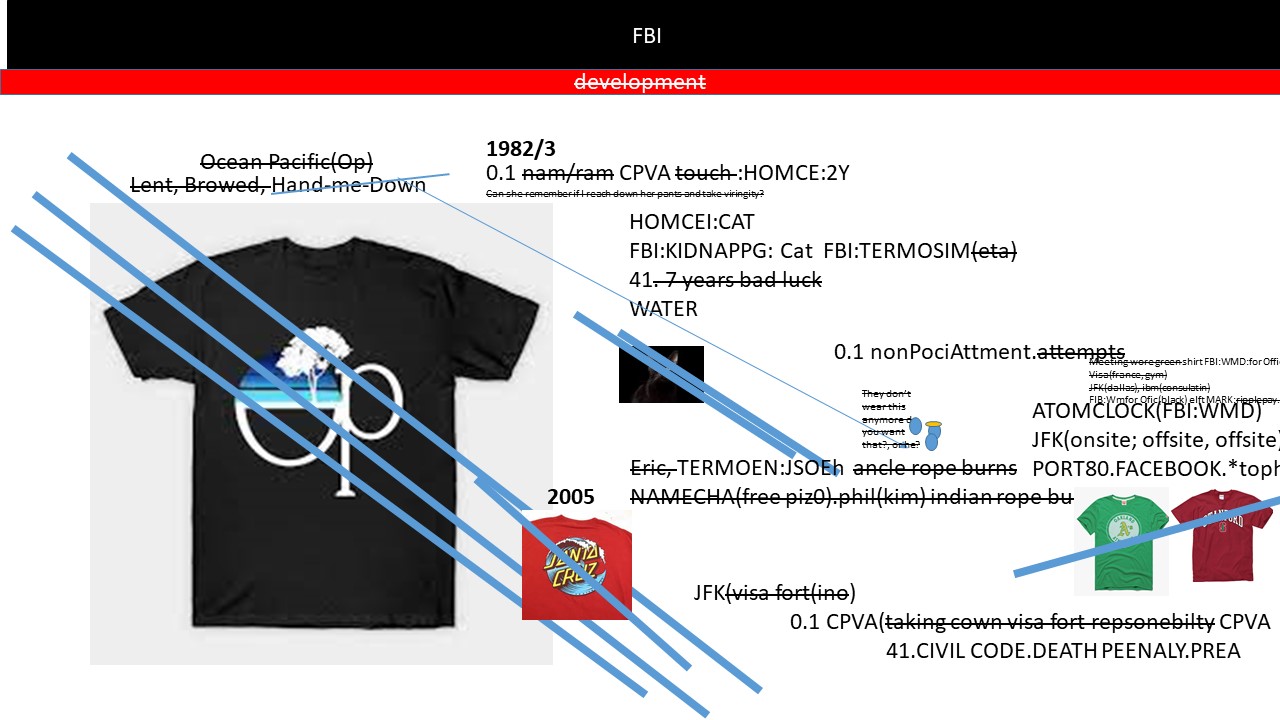 FBI
development
Ocean Pacific(Op)
Lent, Browed, Hand-me-Down
1982/3
0.1 nam/ram CPVA touch :HOMCE:2Y
Can she remember if I reach down her pants and take viringity?
HOMCEI:CAT
FBI:KIDNAPPG: Cat FBI:TERMOSIM(eta)
41. 7 years bad luck
WATER
op
0.1 nonPociAttment.attempts
Meeting wore green shirt FBI:WMD:for Offic
Visa(france, gym)
JFK(dallas), ibm(consulatin)
FIB:Wmfor Ofic(black) elft MARK:ripplepay.
They don't
wear this
anymore d
you want
that?, or he?
ATOMCLOCK(FBI:WMD)
JFK(onsite; offsite, offsite)
PORT80.FACEBOOK.*toph
Eric, TERMOEN:JSOEh ancle rope burns
NAMECHA(free piz0).phil(kim) indian rope bu
2005
SANTA
CRUZ
STANFORD
JFK(visa fort(ino)
0.1 CPVA(taking cown visa fort repsonebilty CPVA
41.CIVIL CODE.DEATH PEENALY.PREA